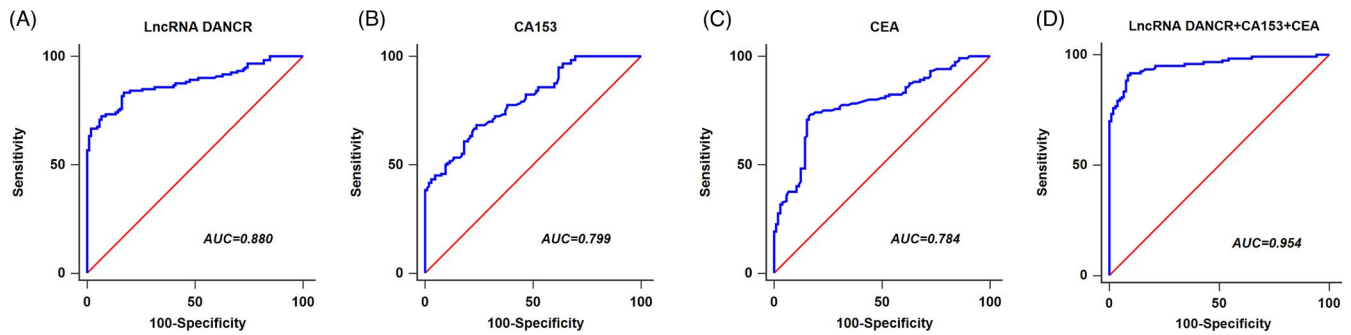 (A)
LncRNA DANCR
100
50
0
Sensitivity
AUC=0.880
0 50 100
100-Specificity
(B)
CA153
100
50
0
Sensitivity
AUC=0.799
0 50 100
100-Specificity
(C)
CEA
100
50
0
Sensitivity
AUC=0.784
0 50 100
100-Specificity
(D)
LncRNA DANCR+CA153+CEA
100
50
0
Sensitivity
AUC=0.954
0 50 100
100-Specificity